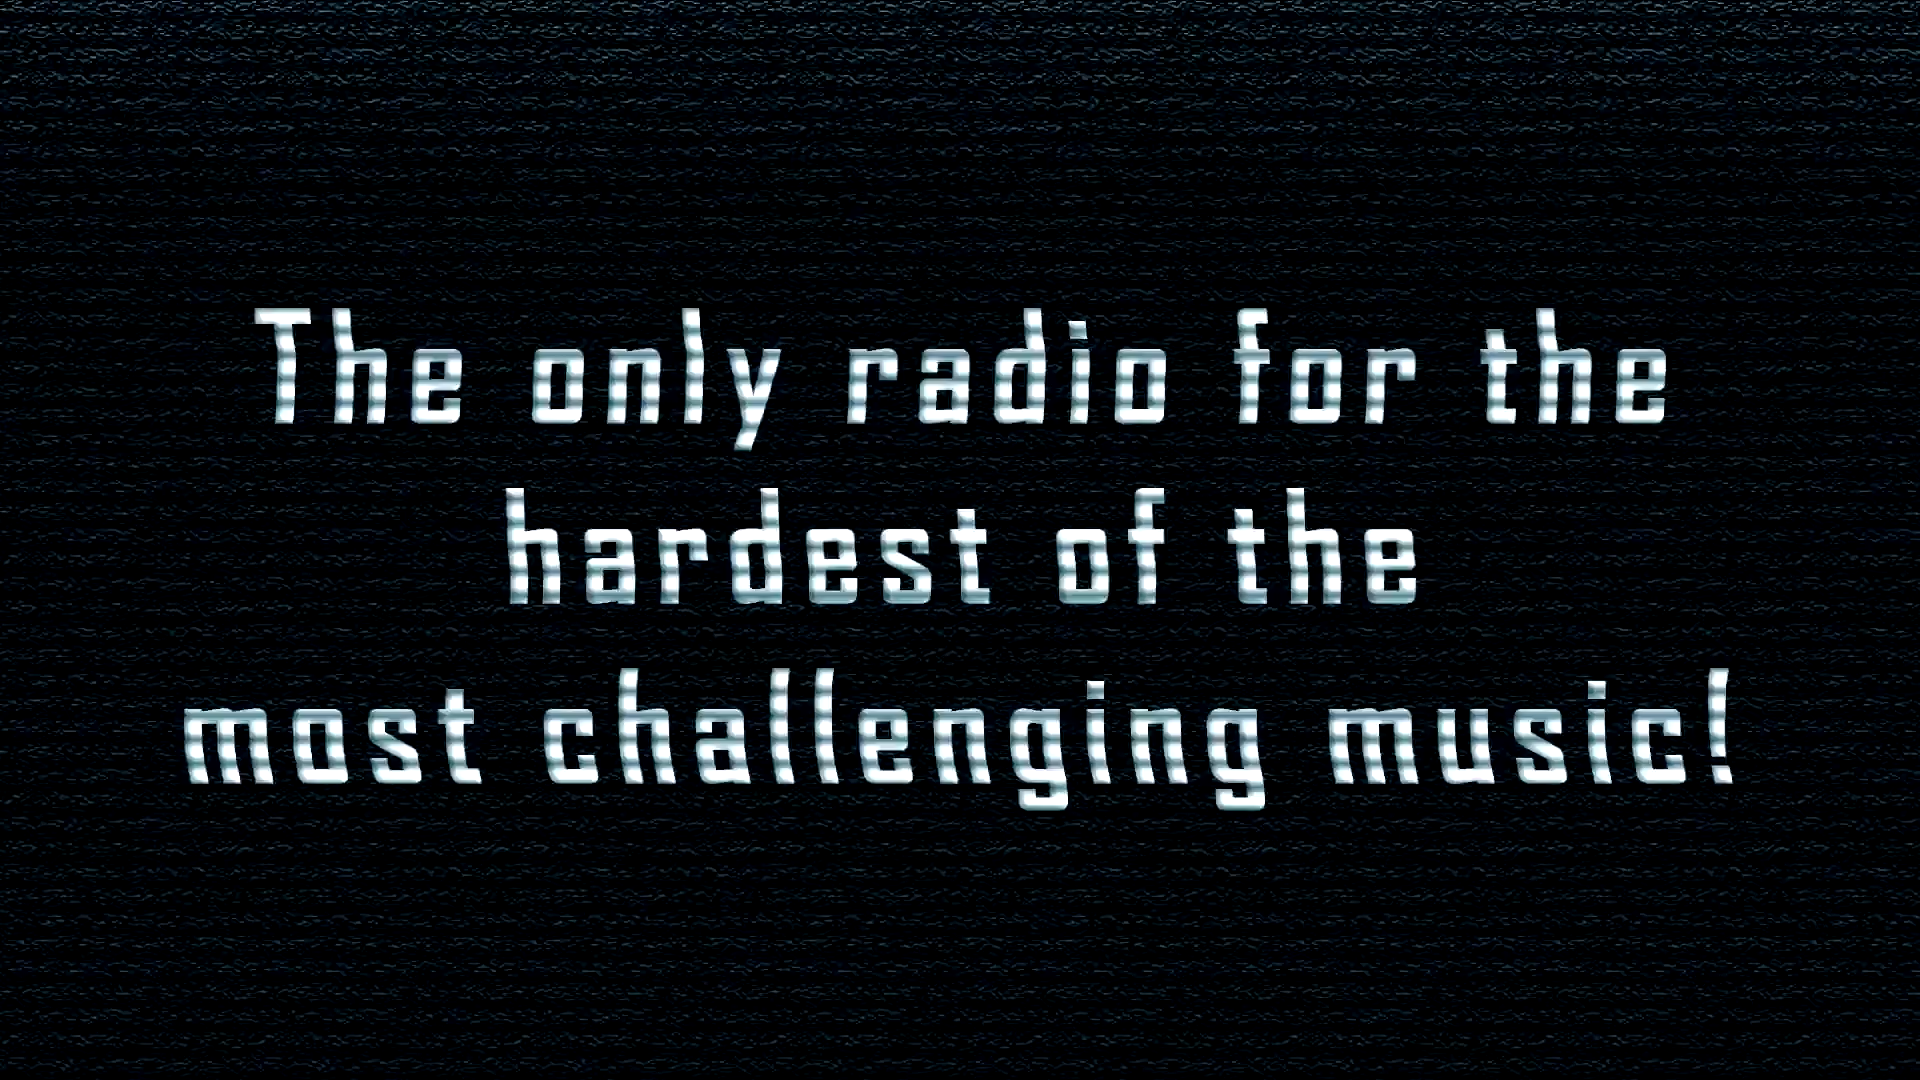 The only radio for the
hardest of the
most challenging music!